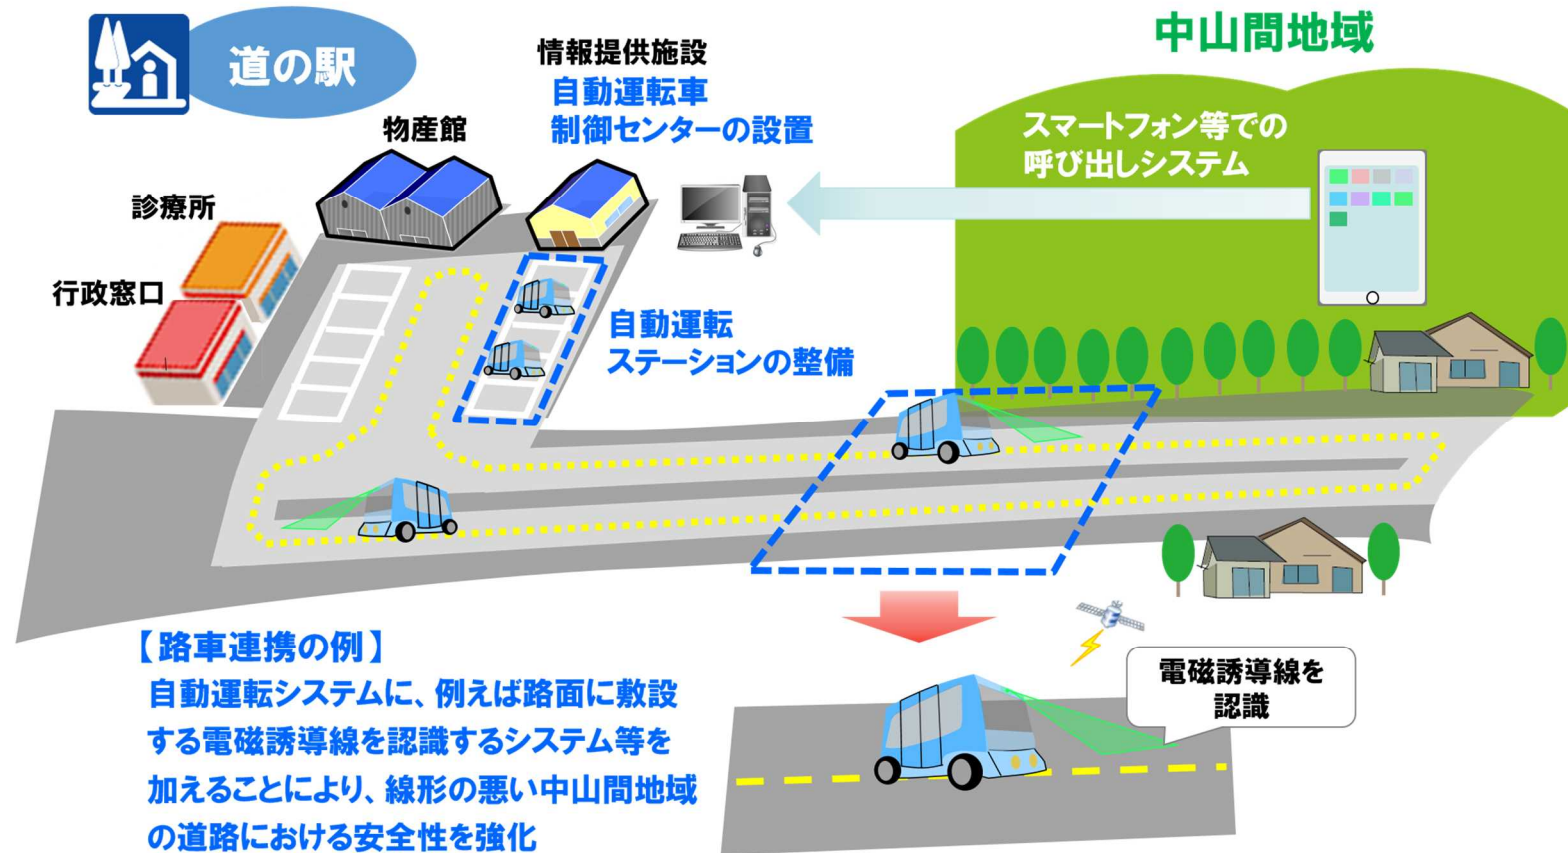 道の駅
情報提供施設
自動運転車
制御センターの設置
中山間地域
スマートフォン等での
呼び出しシステム
物産館
診療所
行政窓口
自動運転
ステーションの整備
【路車連携の例】
自動運転システムに、例えば路面に敷設
する電磁誘導線を認識するシステム等を
加えることにより、線形の悪い中山間地域
の道路における安全性を強化
電磁誘導線を
認識